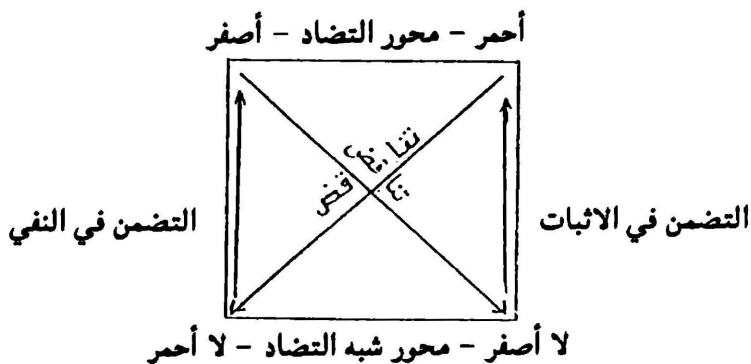 أحمر - محور التضاد - أصفر
تناقض
تناقض
التضمن في الاثبات
التضمن في النفي
لا أصفر - محور شبه التضاد - لا أحمر